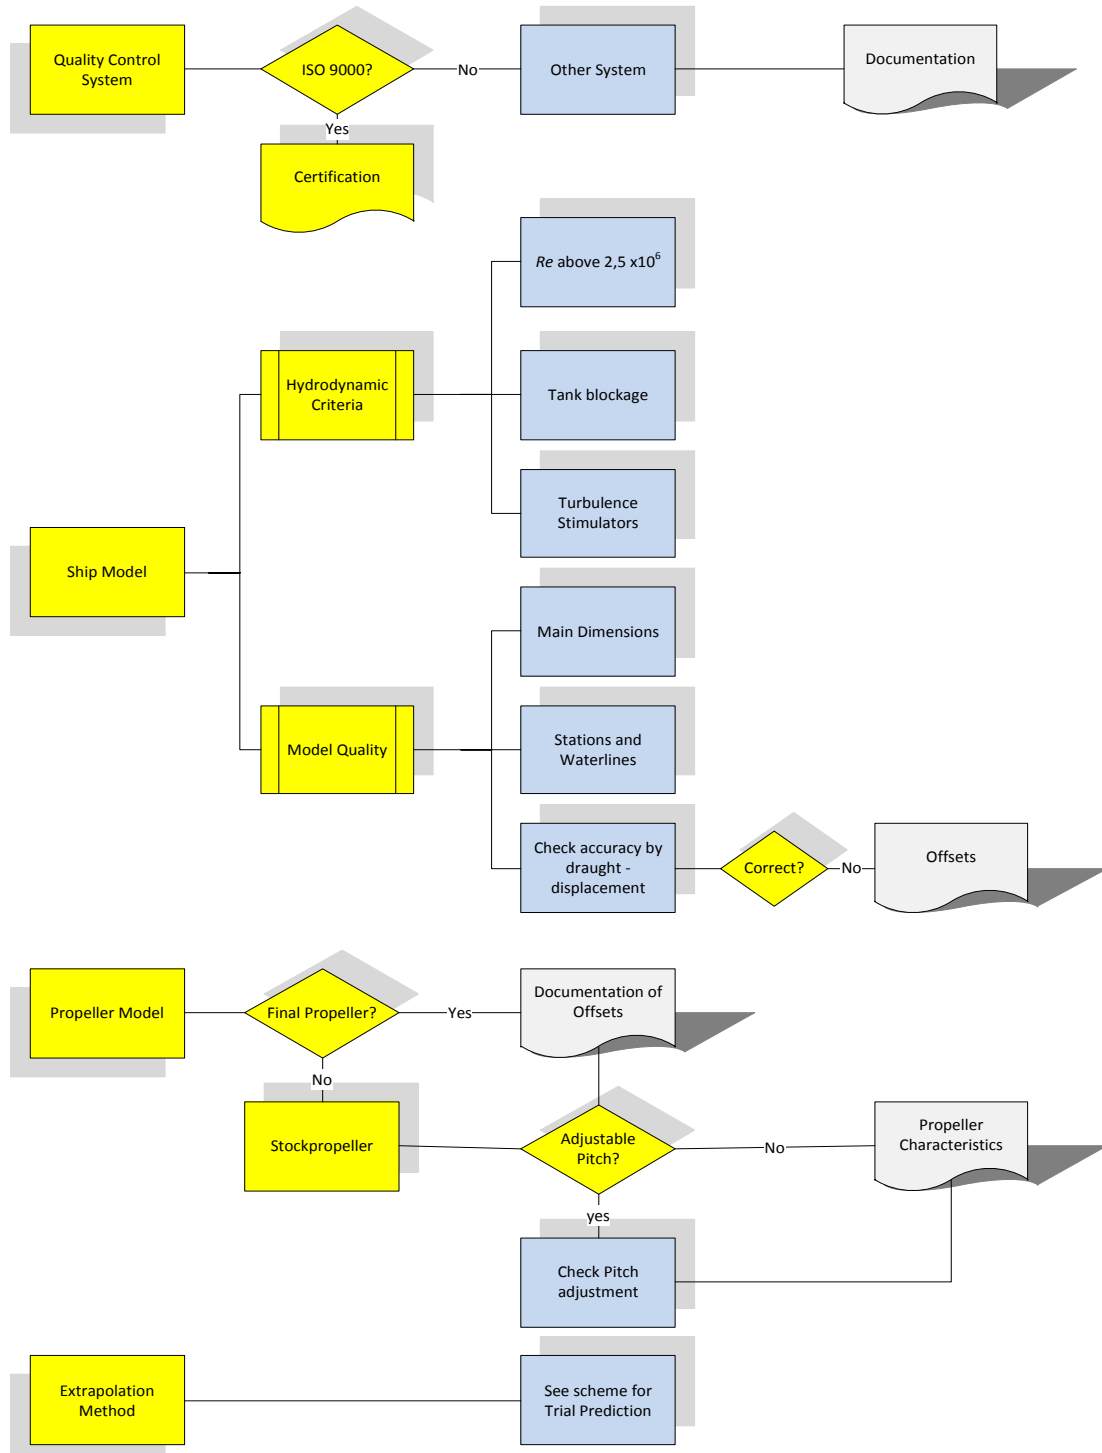 Quality Control
System
ISO 9000?
No
Other System
Documentation
Yes
Certification
Re above 2,5 x10⁶
Hydrodynamic
Criteria
Tank blockage
Turbulence
Stimulators
Ship Model
Main Dimensions
Model Quality
Stations and
Waterlines
Check accuracy by
draught -
displacement
Correct?
No
Offsets
Propeller Model
Final Propeller?
Yes
Documentation of
Offsets
No
Stockpropeller
Adjustable
Pitch?
No
Propeller
Characteristics
yes
Check Pitch
adjustment
Extrapolation
Method
See scheme for
Trial Prediction